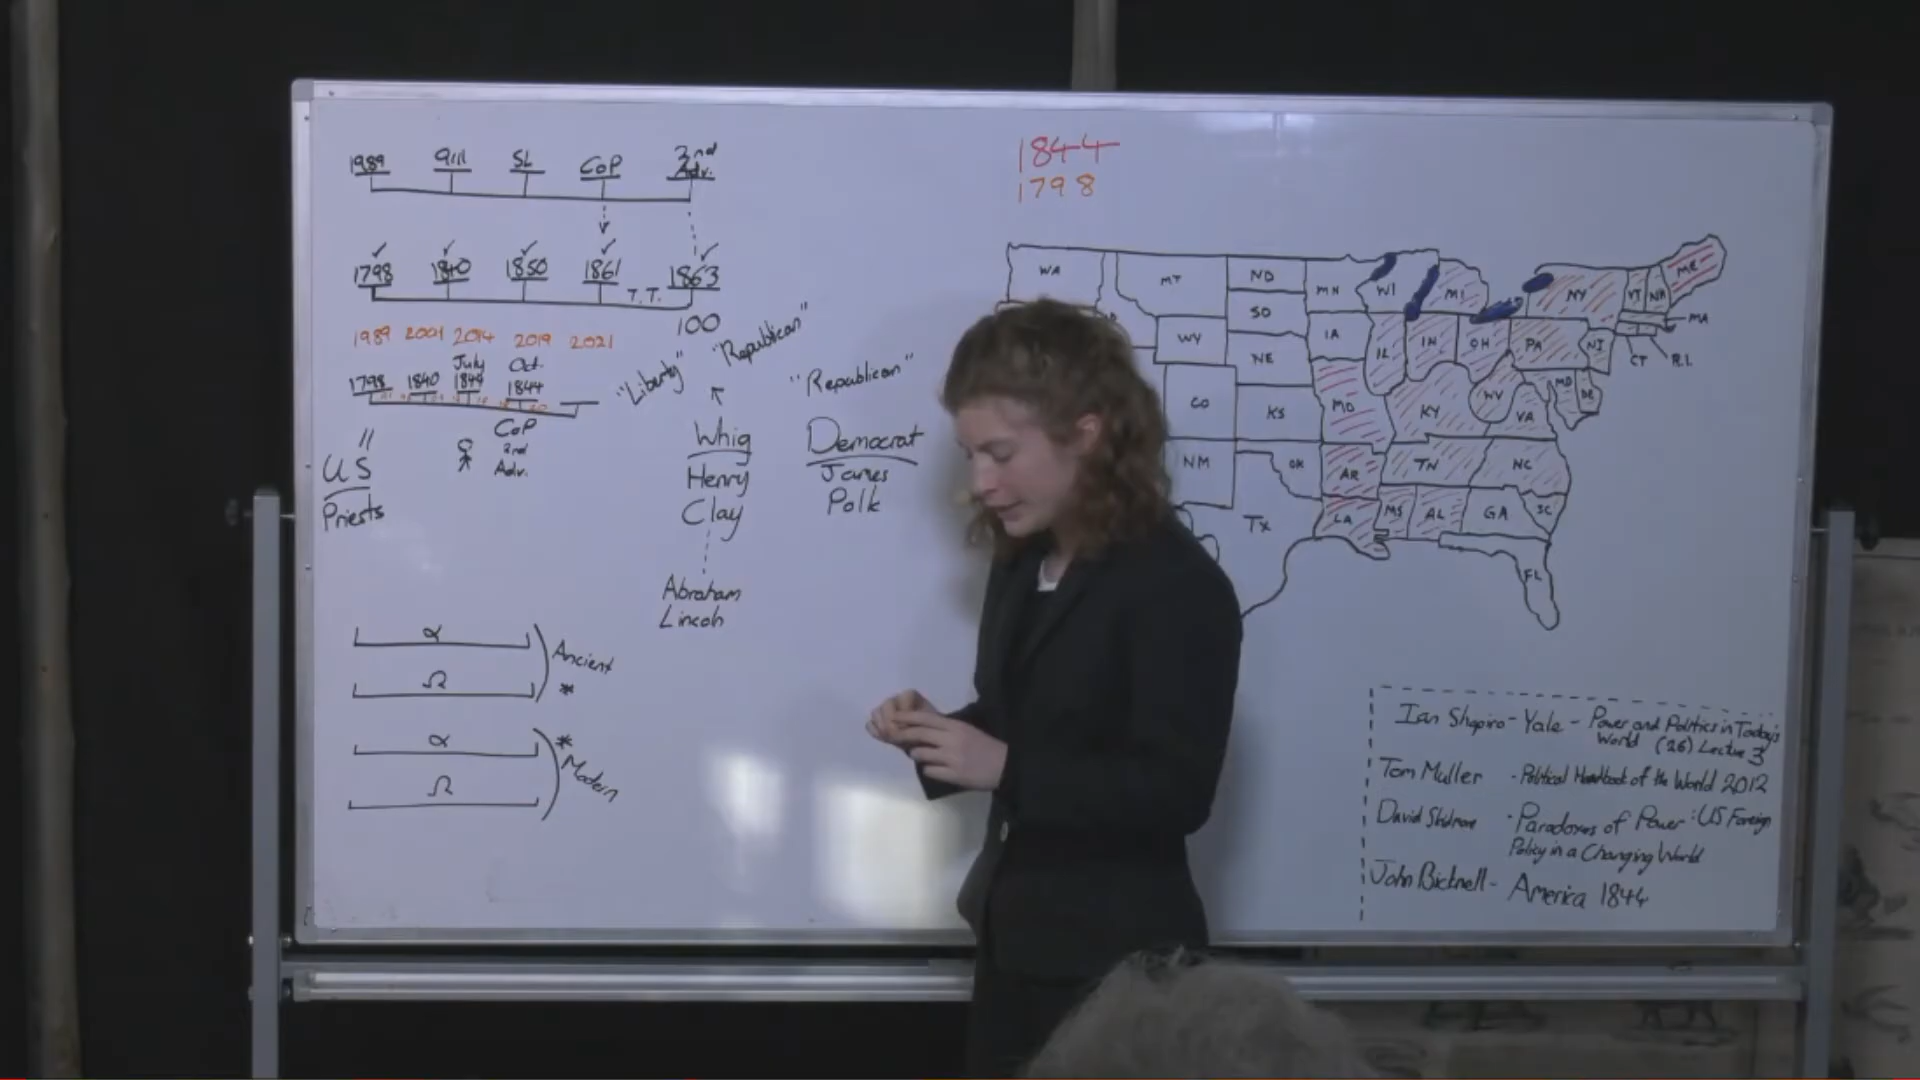 1989 9/11 SL CoP 2nd Adv.
1798 1840 1850 1861 T.T. 1863
100
1989 2001 2014 2019 2021
July Oct.
1798 1840 1844 1844
CoP
2nd
Adv.
"
US
Priests
"Liberty" "Republican"
Whig
Henry
Clay
Abraham
Lincoln
"Republican"
Democrat
James
Polk
α
Ω
Ancient
*
α
Ω
*
Modern
1844
1798
WA MT ND MN WI MI NY VT NH ME
SD WY IA NE IL IN OH PA NJ MA
CT R.I.
CO KS MO KY WV VA MD DE
NM OK AR TN NC
TX LA MS AL GA SC
FL
Ian Shapiro - Yale - Power and Politics in Today's
World (26) Lecture 3
Tom Muller - Political Handbook of the World 2012
David - Paradoxes of Power: US Foreign
Policy in a Changing World
John Bicknell - America 1844